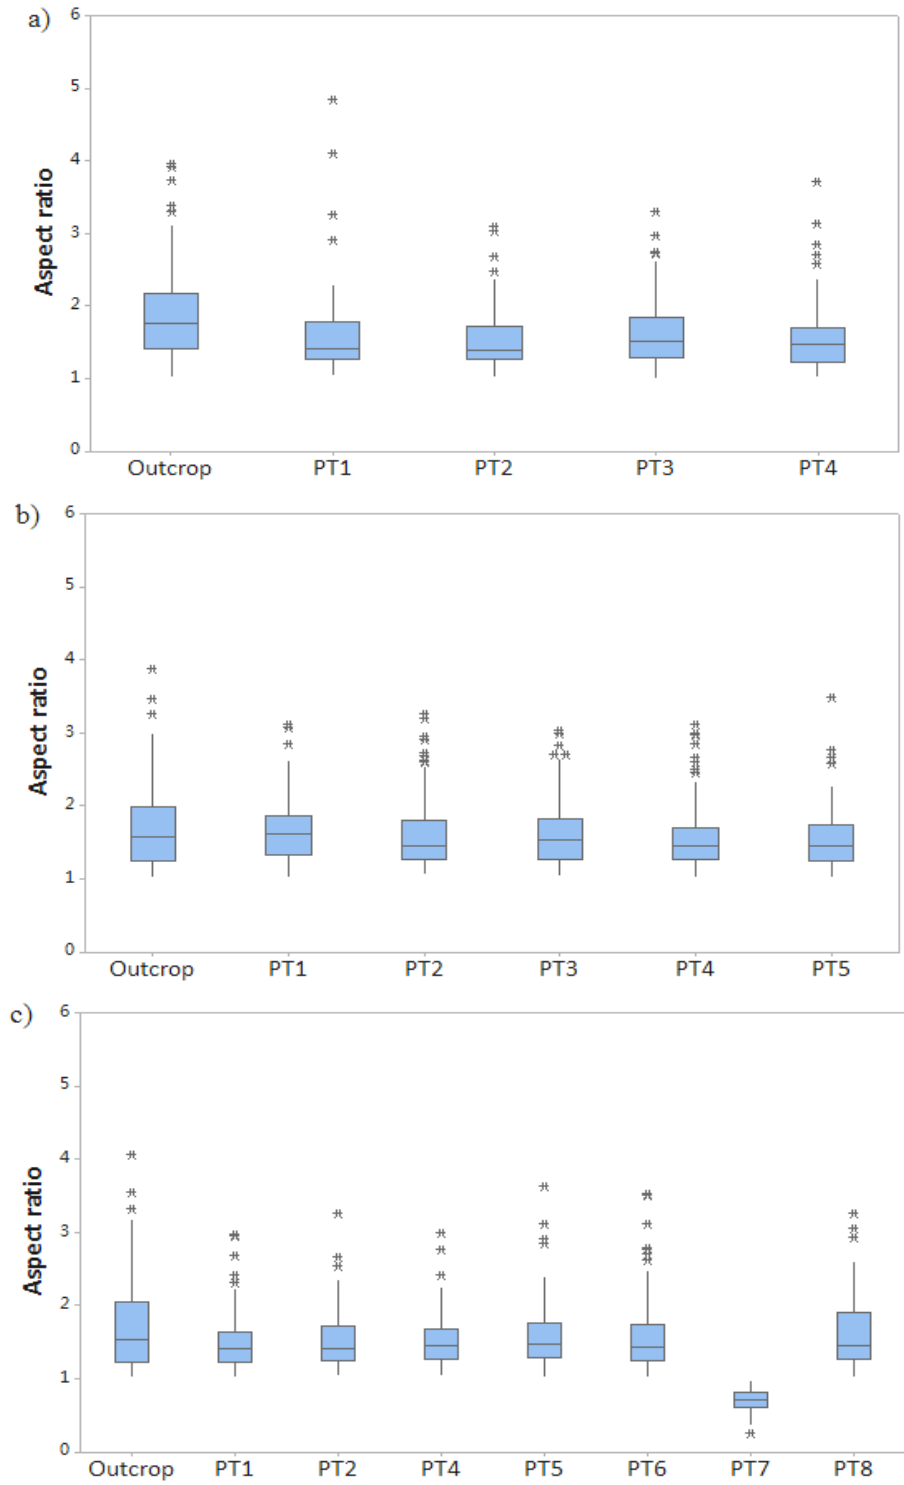 a)
6
5
4
3
2
1
0
Aspect ratio
Outcrop PT1 PT2 PT3 PT4
b)
6
5
4
3
2
1
0
Aspect ratio
Outcrop PT1 PT2 PT3 PT4 PT5
c)
6
5
4
3
2
1
0
Aspect ratio
Outcrop PT1 PT2 PT4 PT5 PT6 PT7 PT8